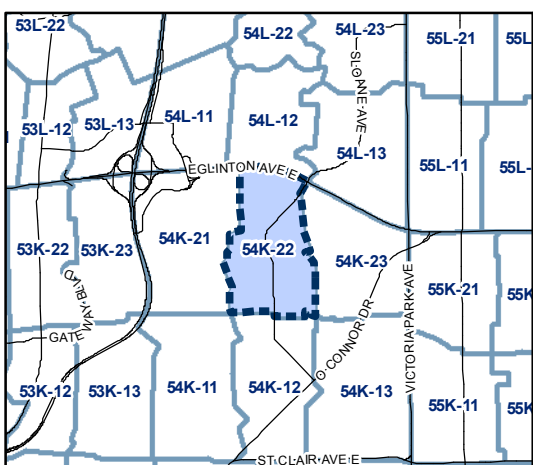 53L-22
54L-22
54L-23
55L-21
55L
SLOANE AVE
53L-12
53L-13
54L-11
54L-12
54L-13
55L-11
55L-
EGLINTON AVE E
53K-22
53K-23
54K-21
54K-22
54K-23
55K-21
55K
MAY BLVD
GATE
O CONNOR DR
VICTORIA PARK AVE
53K-12
53K-13
54K-11
54K-12
54K-13
55K-11
55K
ST CLAIR AVE E